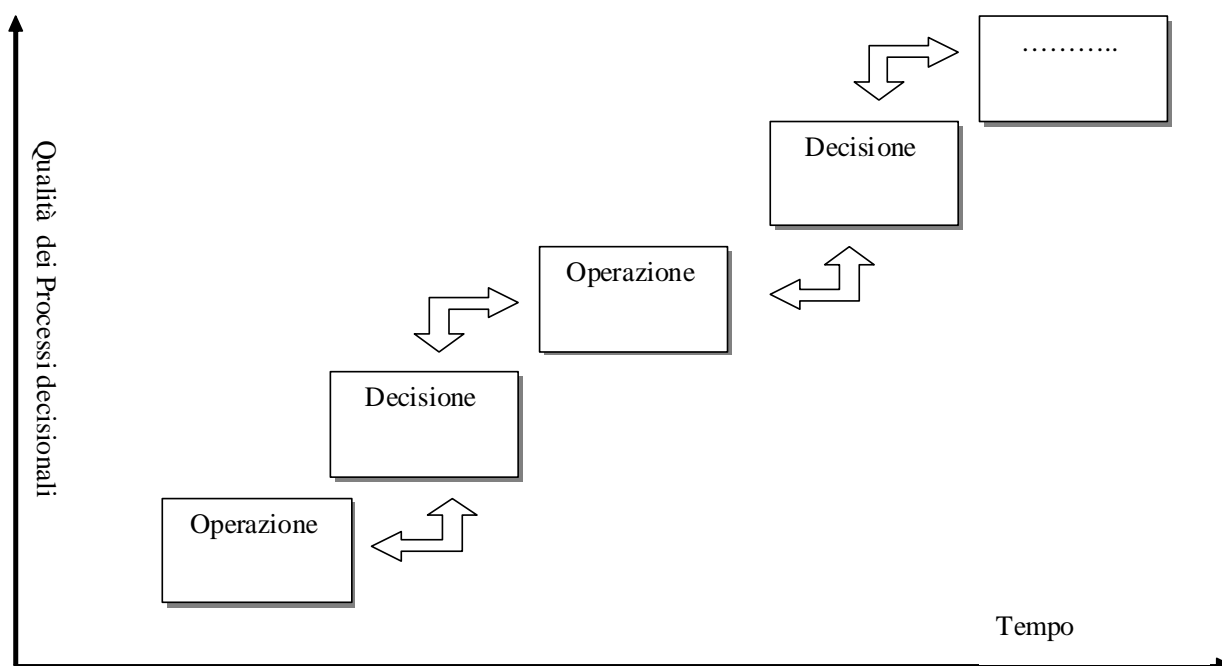 ………..
Decisione
Qualità dei Processi decisionali
Operazione
Decisione
Operazione
Tempo